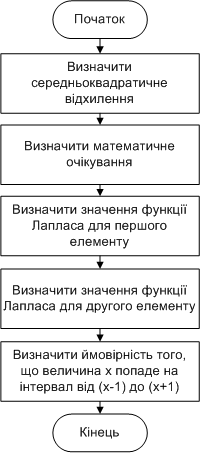 Початок
Визначити
середньоквадратичне
відхилення
Визначити математичне
очікування
Визначити значення функції
Лапласа для першого
елементу
Визначити значення функції
Лапласа для другого елементу
Визначити ймовірність того,
що величина х попаде на
інтервал від (х-1) до (х+1)
Кінець